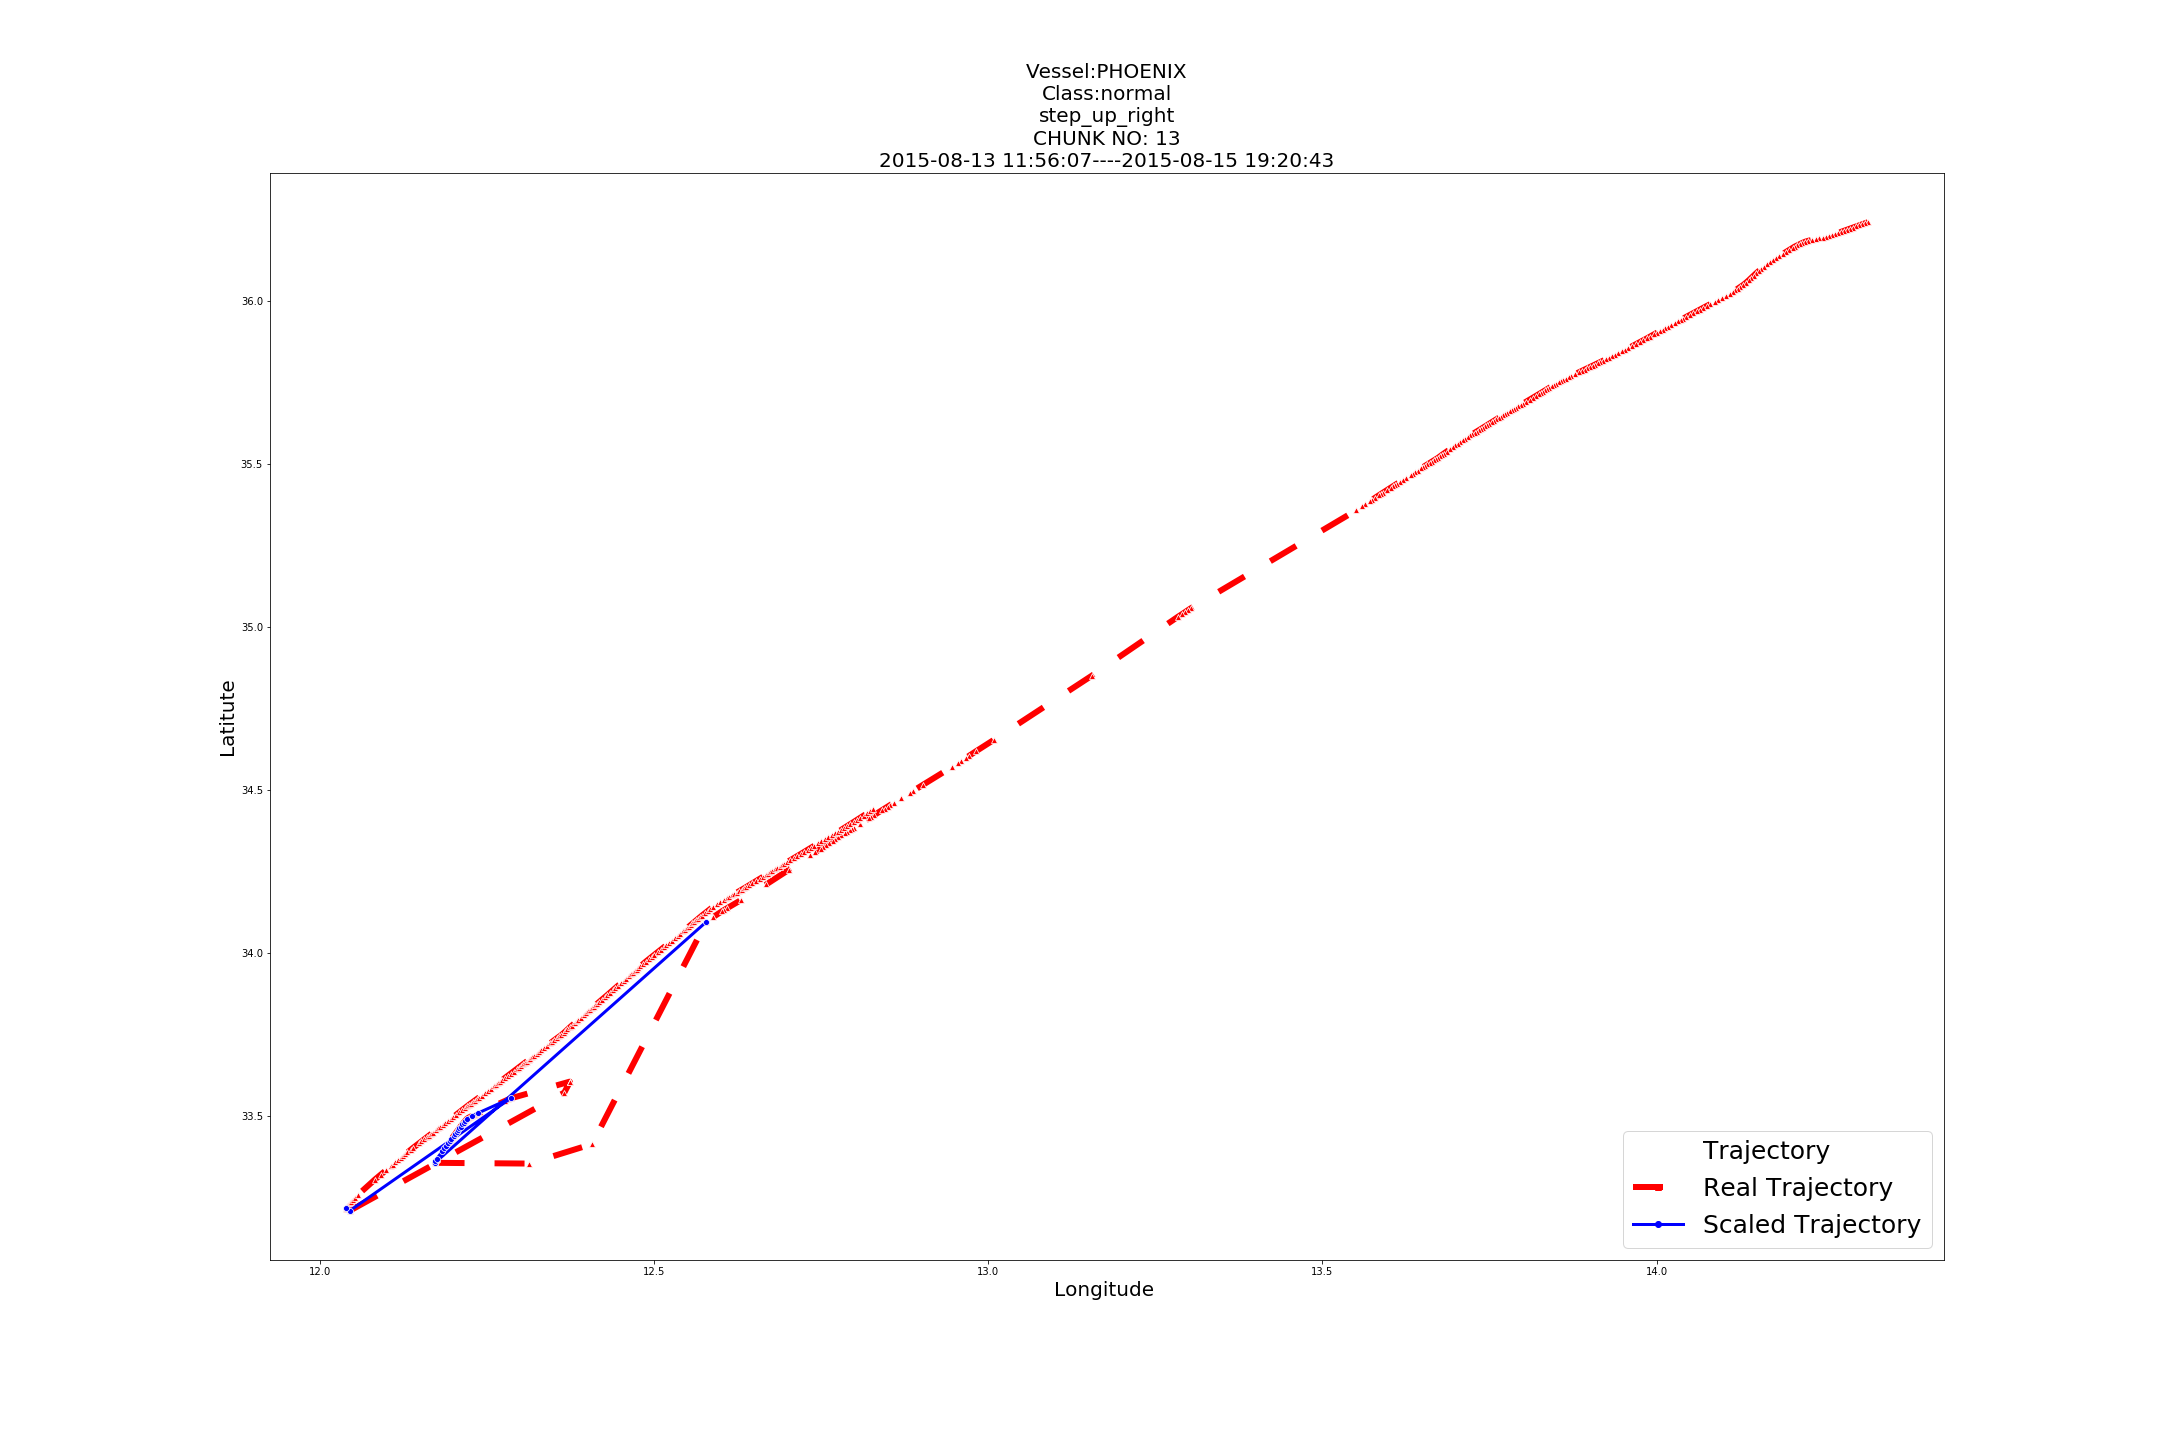 Vessel:PHOENIX
Class:normal
step_up_right
CHUNK NO: 13
2015-08-13 11:56:07----2015-08-15 19:20:43
36.0
35.5
35.0
34.5
34.0
33.5
Latitute
12.0
12.5
13.0
13.5
14.0
Longitude
Trajectory
Real Trajectory
Scaled Trajectory